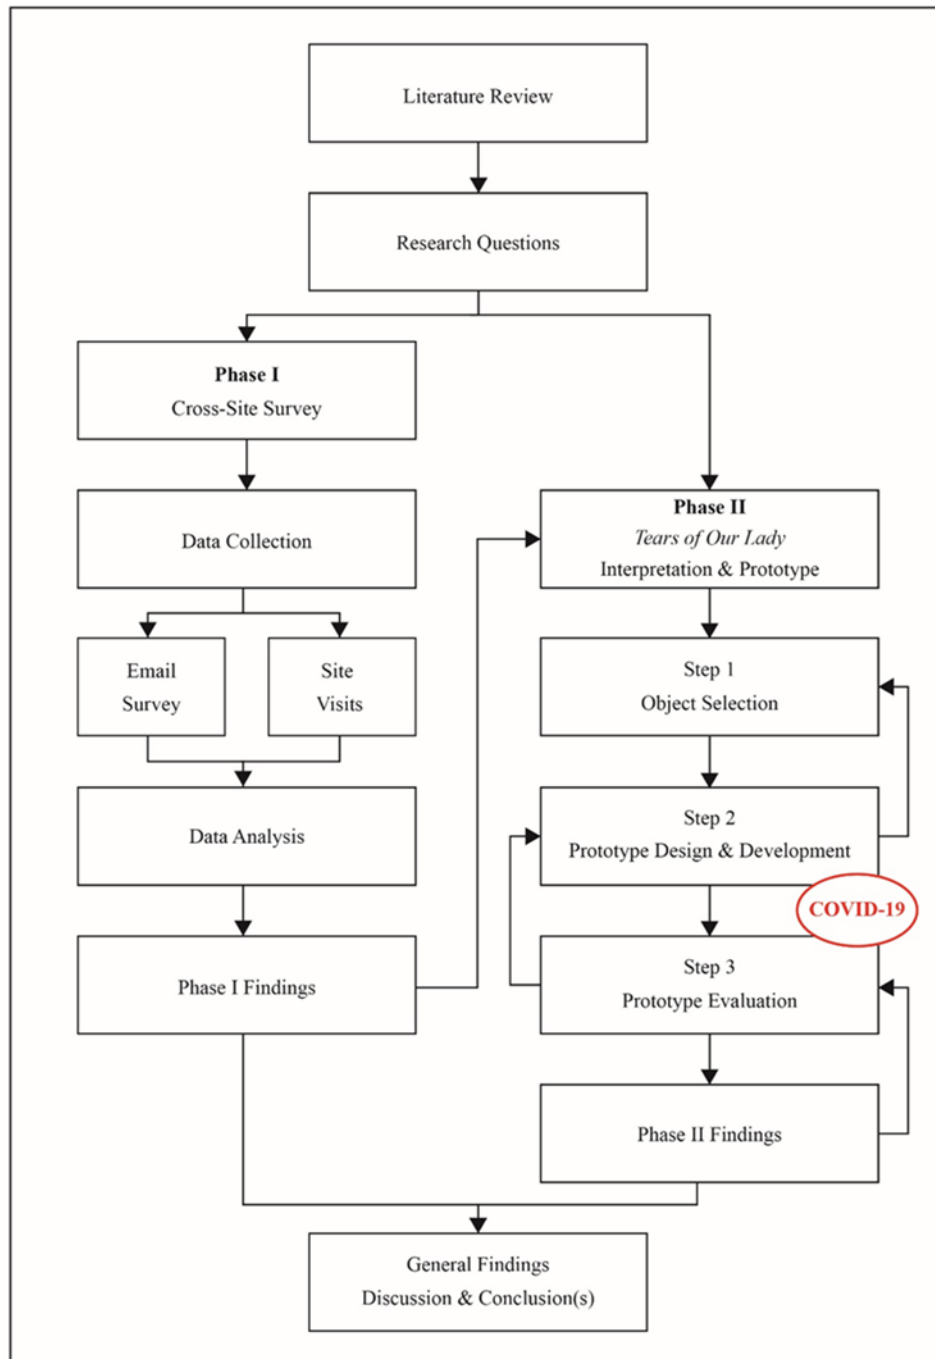 Literature Review
Research Questions
Phase I
Cross-Site Survey
Data Collection
Email
Survey
Site
Visits
Data Analysis
Phase I Findings
Phase II
Tears of Our Lady
Interpretation & Prototype
Step 1
Object Selection
Step 2
Prototype Design & Development
COVID-19
Step 3
Prototype Evaluation
Phase II Findings
General Findings
Discussion & Conclusion(s)